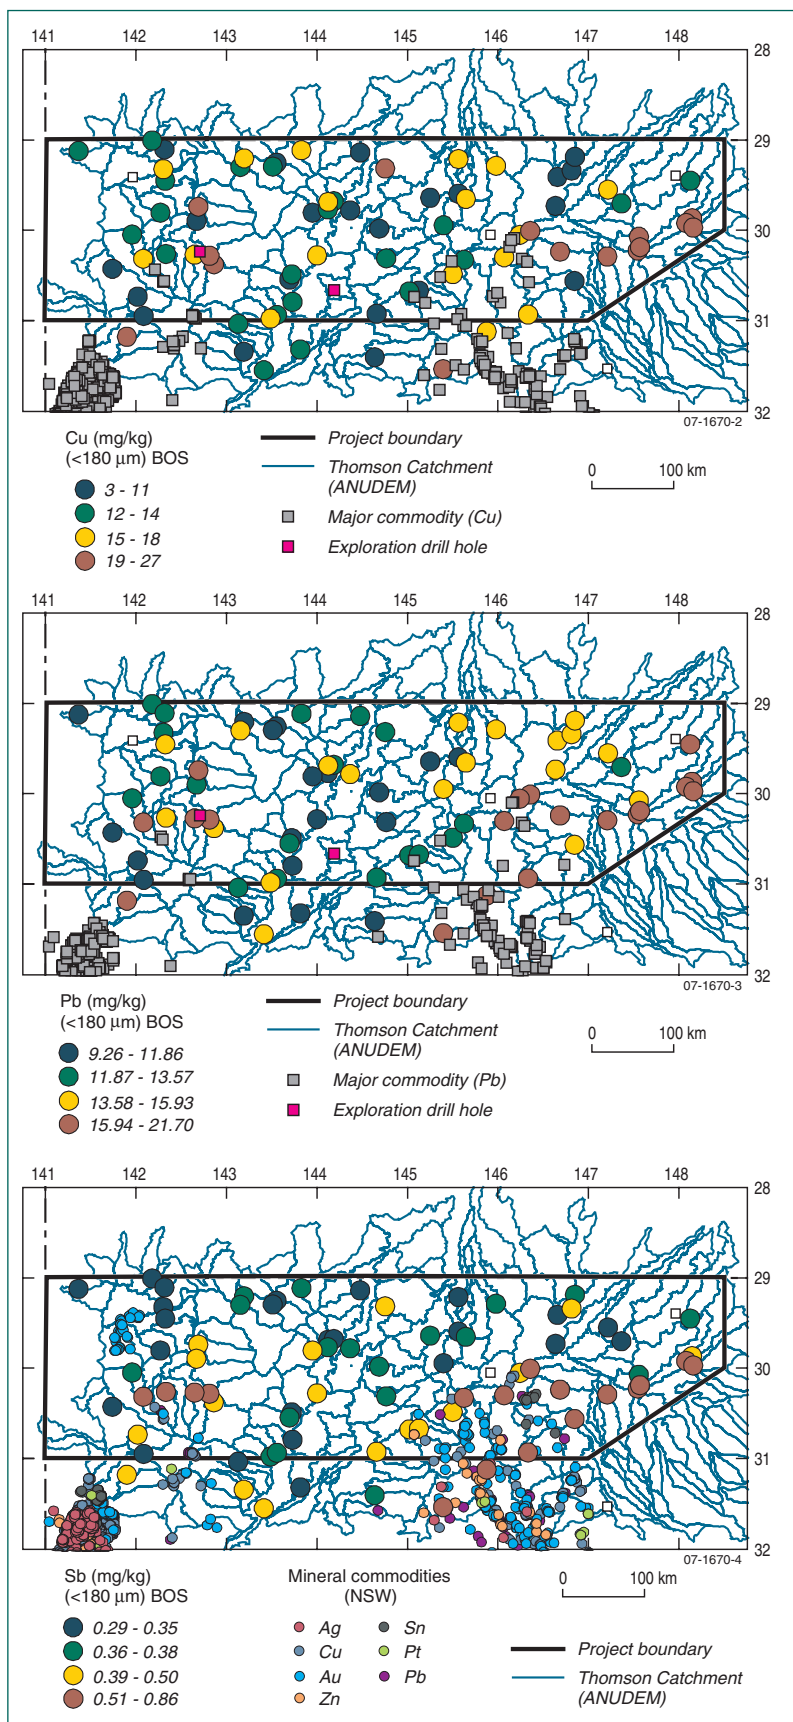 141 142 143 144 145 146 147 148
28
29
30
31
32
07-1670-2
Cu (mg/kg)
(<180 µm) BOS
3 - 11
12 - 14
15 - 18
19 - 27
Project boundary
Thomson Catchment
(ANUDEM)
Major commodity (Cu)
Exploration drill hole
0 100 km
141 142 143 144 145 146 147 148
28
29
30
31
32
07-1670-3
Pb (mg/kg)
(<180 µm) BOS
9.26 - 11.86
11.87 - 13.57
13.58 - 15.93
15.94 - 21.70
Project boundary
Thomson Catchment
(ANUDEM)
Major commodity (Pb)
Exploration drill hole
0 100 km
141 142 143 144 145 146 147 148
28
29
30
31
32
07-1670-4
Sb (mg/kg)
(<180 µm) BOS
0.29 - 0.35
0.36 - 0.38
0.39 - 0.50
0.51 - 0.86
Mineral commodities
(NSW)
Ag
Cu
Au
Zn
Sn
Pt
Pb
0 100 km
Project boundary
Thomson Catchment
(ANUDEM)